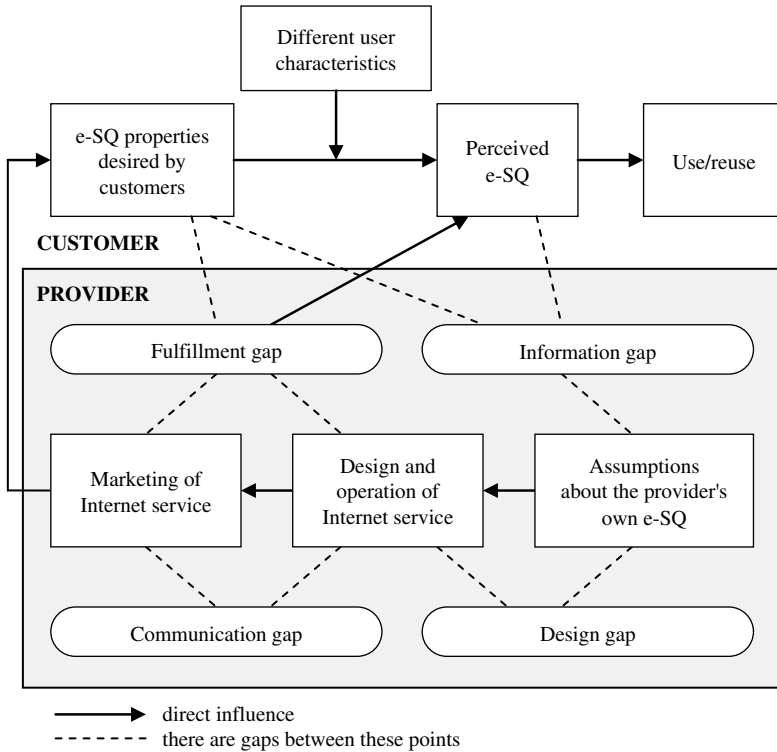 Different user
characteristics
e-SQ properties
desired by
customers
Perceived
e-SQ
Use/reuse
CUSTOMER
PROVIDER
Fulfillment gap
Information gap
Marketing of
Internet service
Design and
operation of
Internet service
Assumptions
about the provider's
own e-SQ
Communication gap
Design gap
direct influence
there are gaps between these points